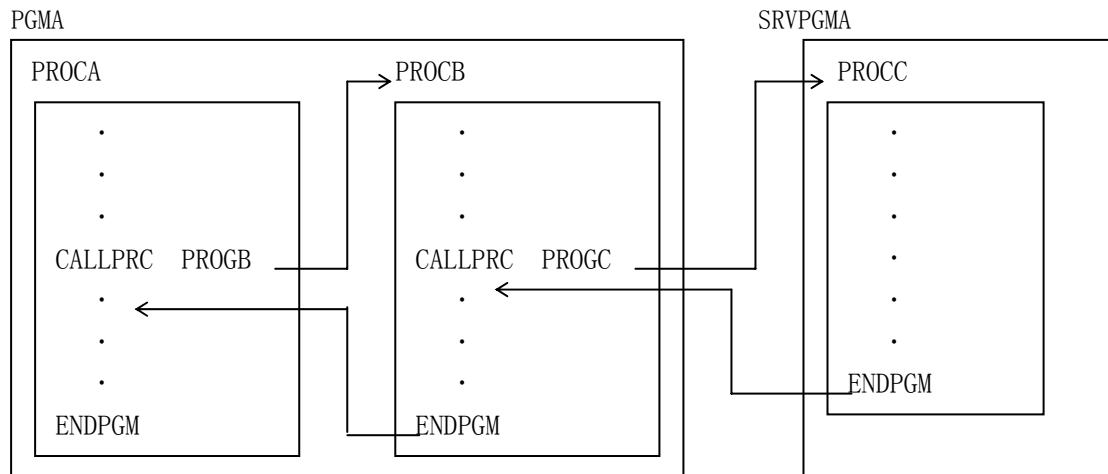 PGMA
SRVPGMA
PROCA
PROCB
PROCC
CALLPRC PROGB
CALLPRC PROGC
ENDPGM
ENDPGM
ENDPGM